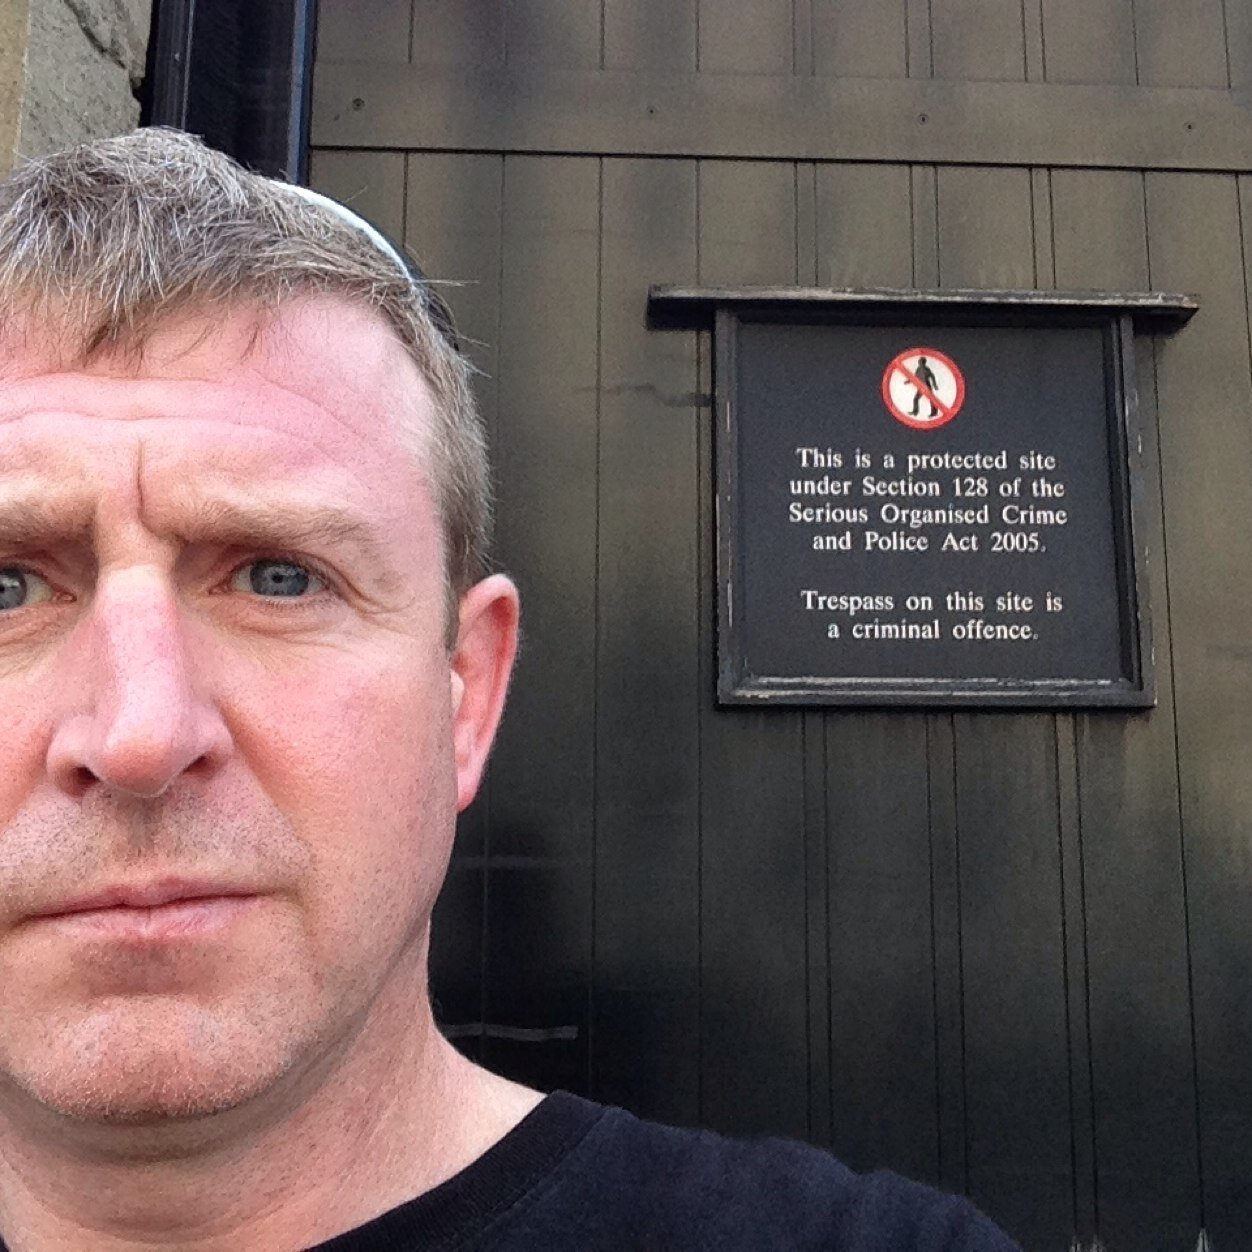 This is a protected site
under Section 128 of the
Serious Organised Crime
and Police Act 2005.
Trespass on this site is
a criminal offence.